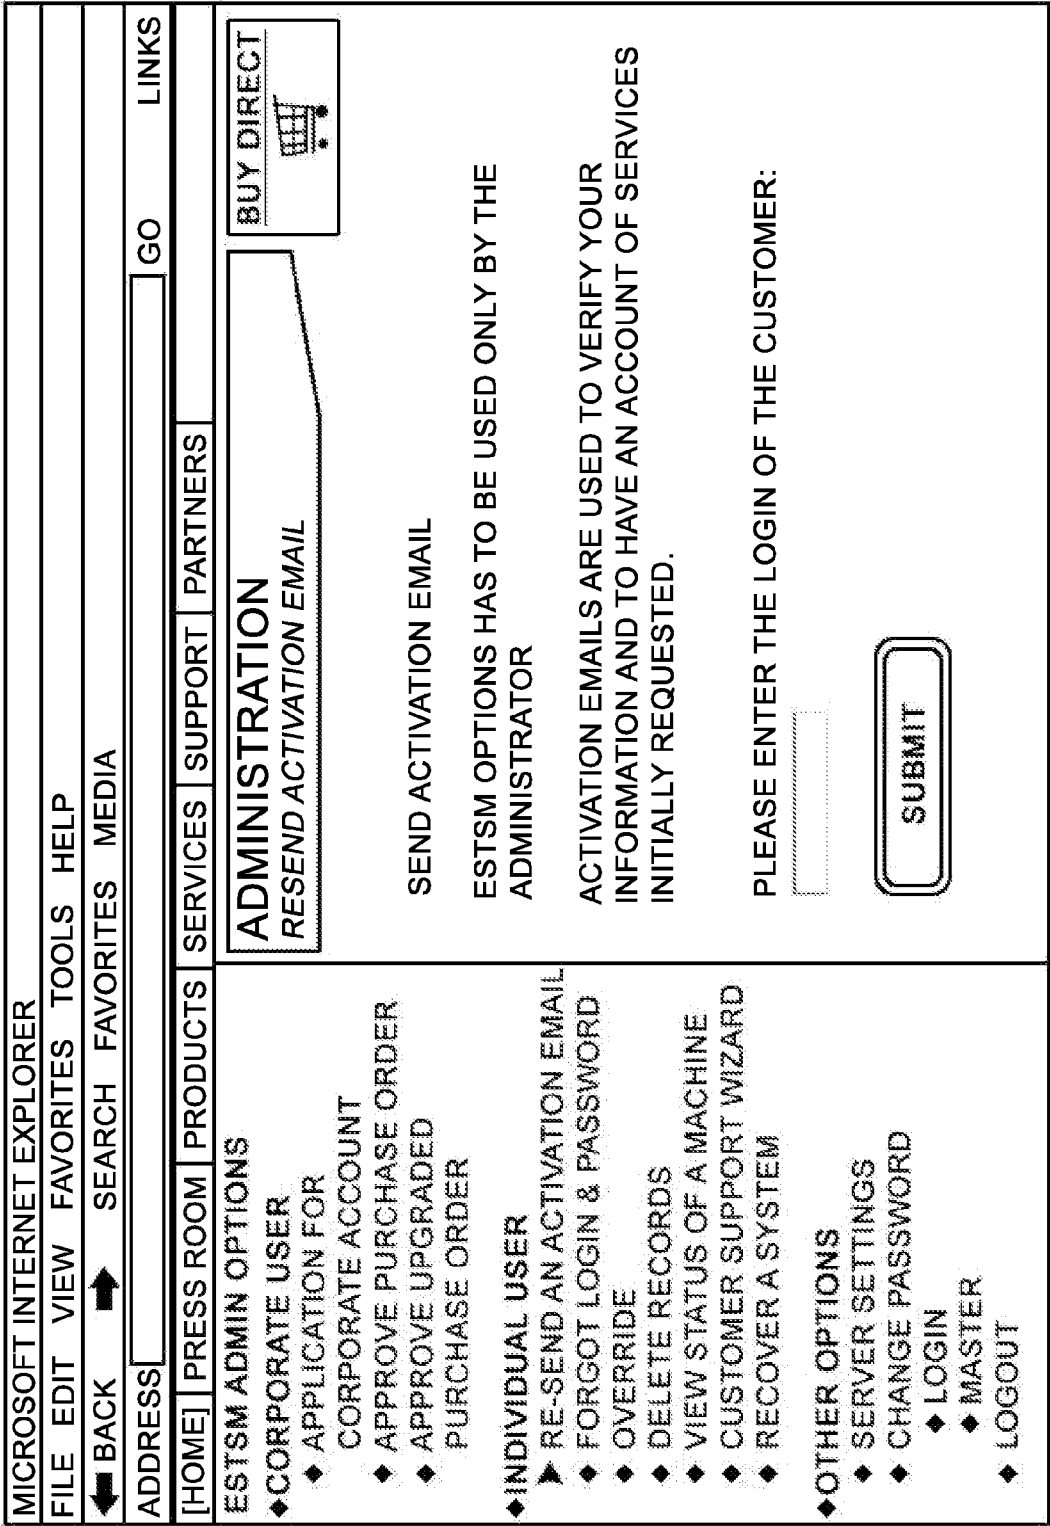 MICROSOFT INTERNET EXPLORER
FILE EDIT VIEW FAVORITES TOOLS HELP
BACK SEARCH FAVORITES MEDIA
ADDRESS GO LINKS
[HOME] PRESS ROOM PRODUCTS SERVICES SUPPORT PARTNERS
ESTSM ADMIN OPTIONS
CORPORATE USER
APPLICATION FOR
CORPORATE ACCOUNT
APPROVE PURCHASE ORDER
APPROVE UPGRADED
PURCHASE ORDER
INDIVIDUAL USER
RE-SEND AN ACTIVATION EMAIL
FORGOT LOGIN & PASSWORD
OVERRIDE
DELETE RECORDS
VIEW STATUS OF A MACHINE
CUSTOMER SUPPORT WIZARD
RECOVER A SYSTEM
OTHER OPTIONS
SERVER SETTINGS
CHANGE PASSWORD
LOGIN
MASTER
LOGOUT
ADMINISTRATION
RESEND ACTIVATION EMAIL
BUY DIRECT
SEND ACTIVATION EMAIL
ESTSM OPTIONS HAS TO BE USED ONLY BY THE
ADMINISTRATOR
ACTIVATION EMAILS ARE USED TO VERIFY YOUR
INFORMATION AND TO HAVE AN ACCOUNT OF SERVICES
INITIALLY REQUESTED.
PLEASE ENTER THE LOGIN OF THE CUSTOMER:
SUBMIT